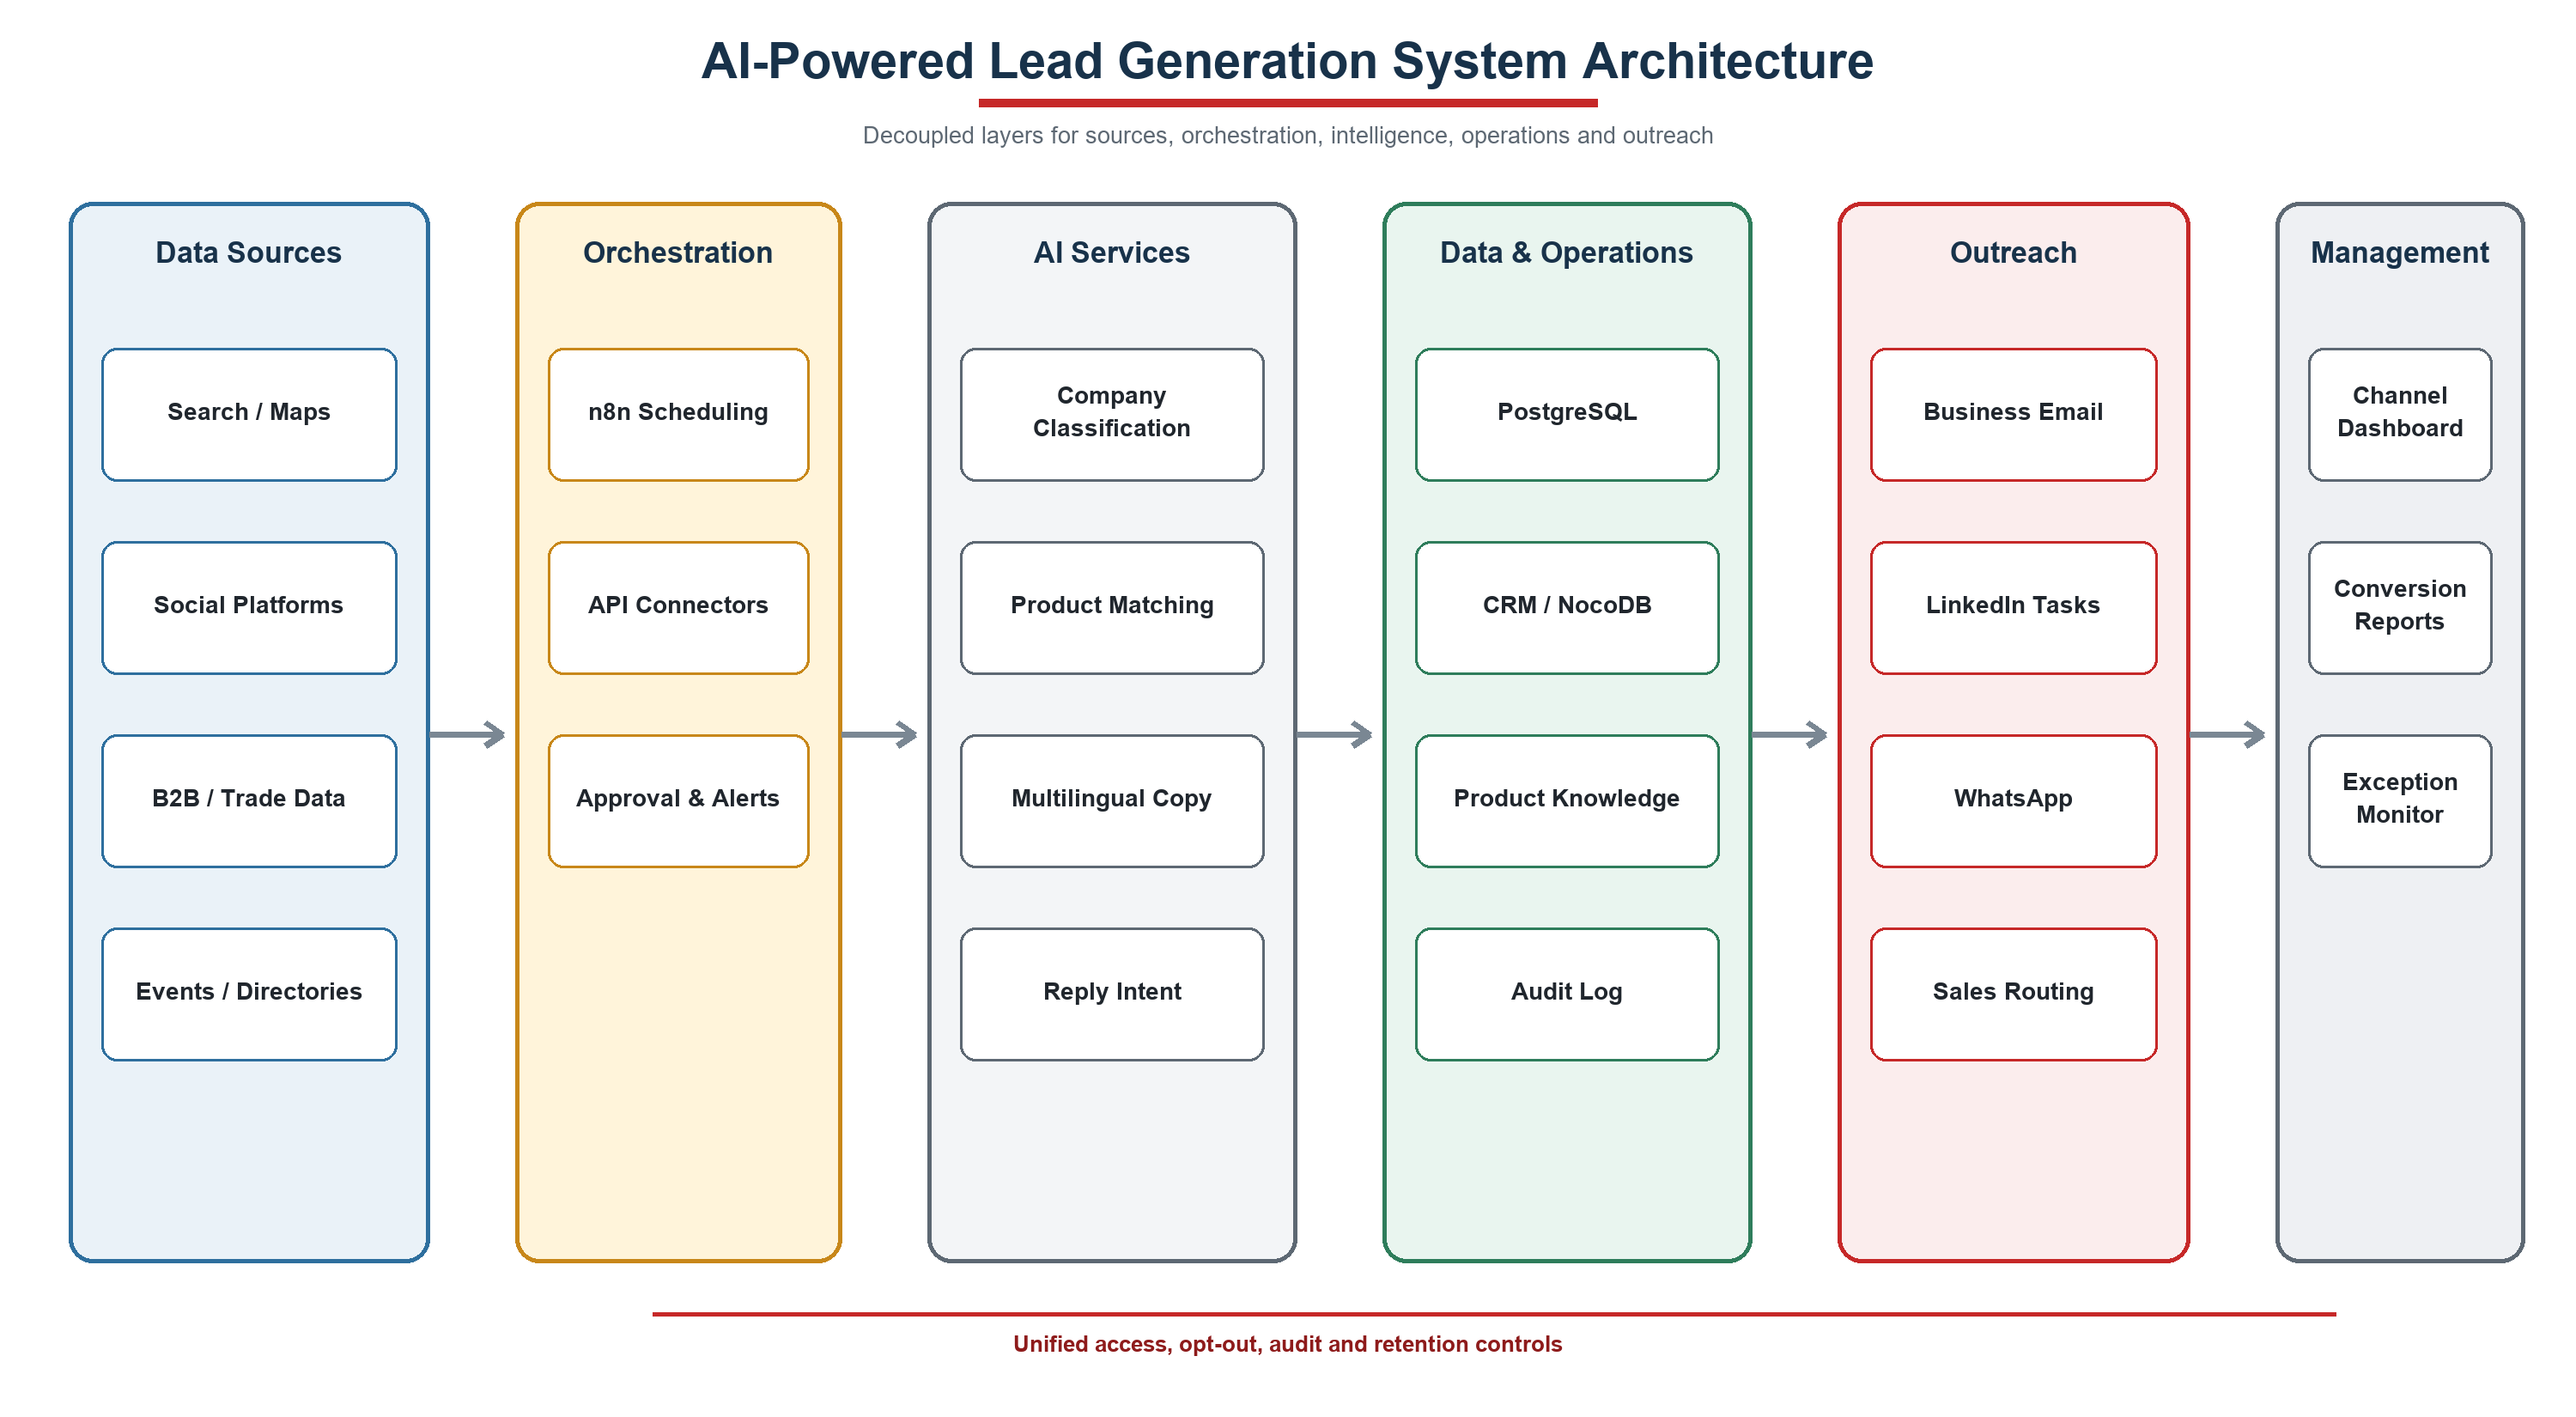 AI-Powered Lead Generation System Architecture
Decoupled layers for sources, orchestration, intelligence, operations and outreach
Data Sources
Search / Maps
Social Platforms
B2B / Trade Data
Events / Directories
Orchestration
n8n Scheduling
API Connectors
Approval & Alerts
AI Services
Company
Classification
Product Matching
Multilingual Copy
Reply Intent
Data & Operations
PostgreSQL
CRM / NocoDB
Product Knowledge
Audit Log
Outreach
Business Email
LinkedIn Tasks
WhatsApp
Sales Routing
Management
Channel
Dashboard
Conversion
Reports
Exception
Monitor
Unified access, opt-out, audit and retention controls